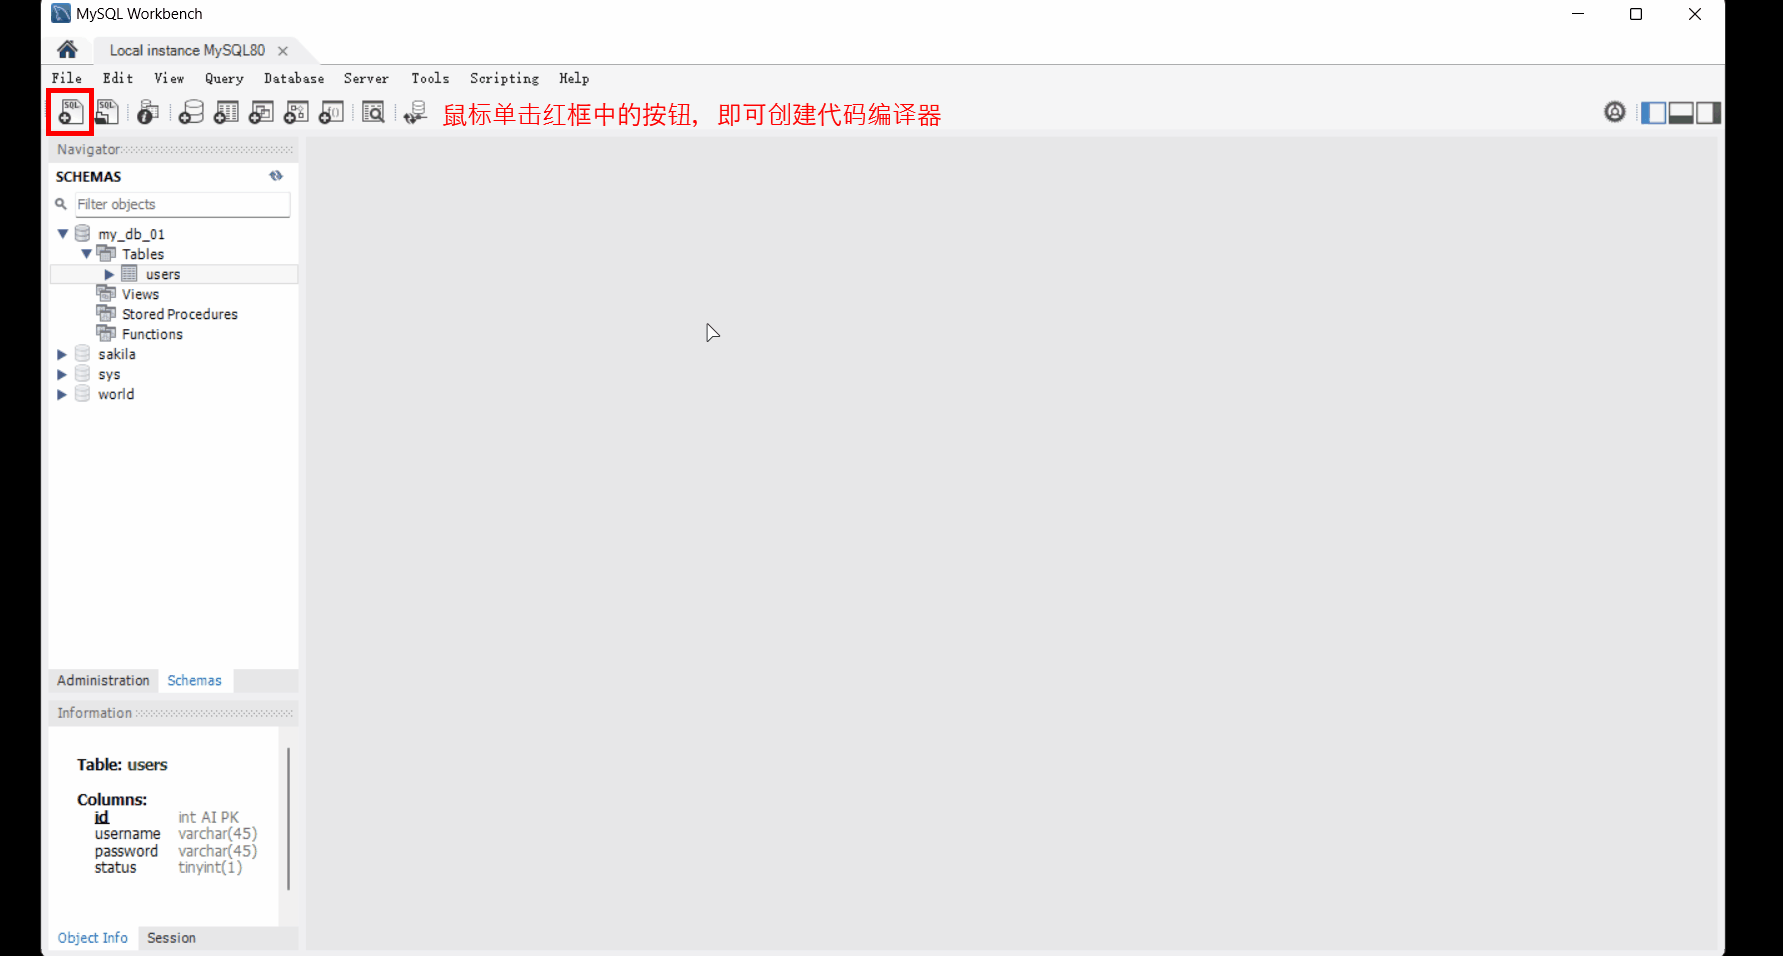 MySQL Workbench
Local instance MySQL80
File Edit View Query Database Server Tools Scripting Help
SQL SQL 鼠标单击红框中的按钮，即可创建代码编译器
Navigator
SCHEMAS
Filter objects
my_db_01
Tables
users
Views
Stored Procedures
Functions
sakila
sys
world
Administration Schemas
Information
Table: users
Columns:
id int AI PK
username varchar(45)
password varchar(45)
status tinyint(1)
Object Info Session